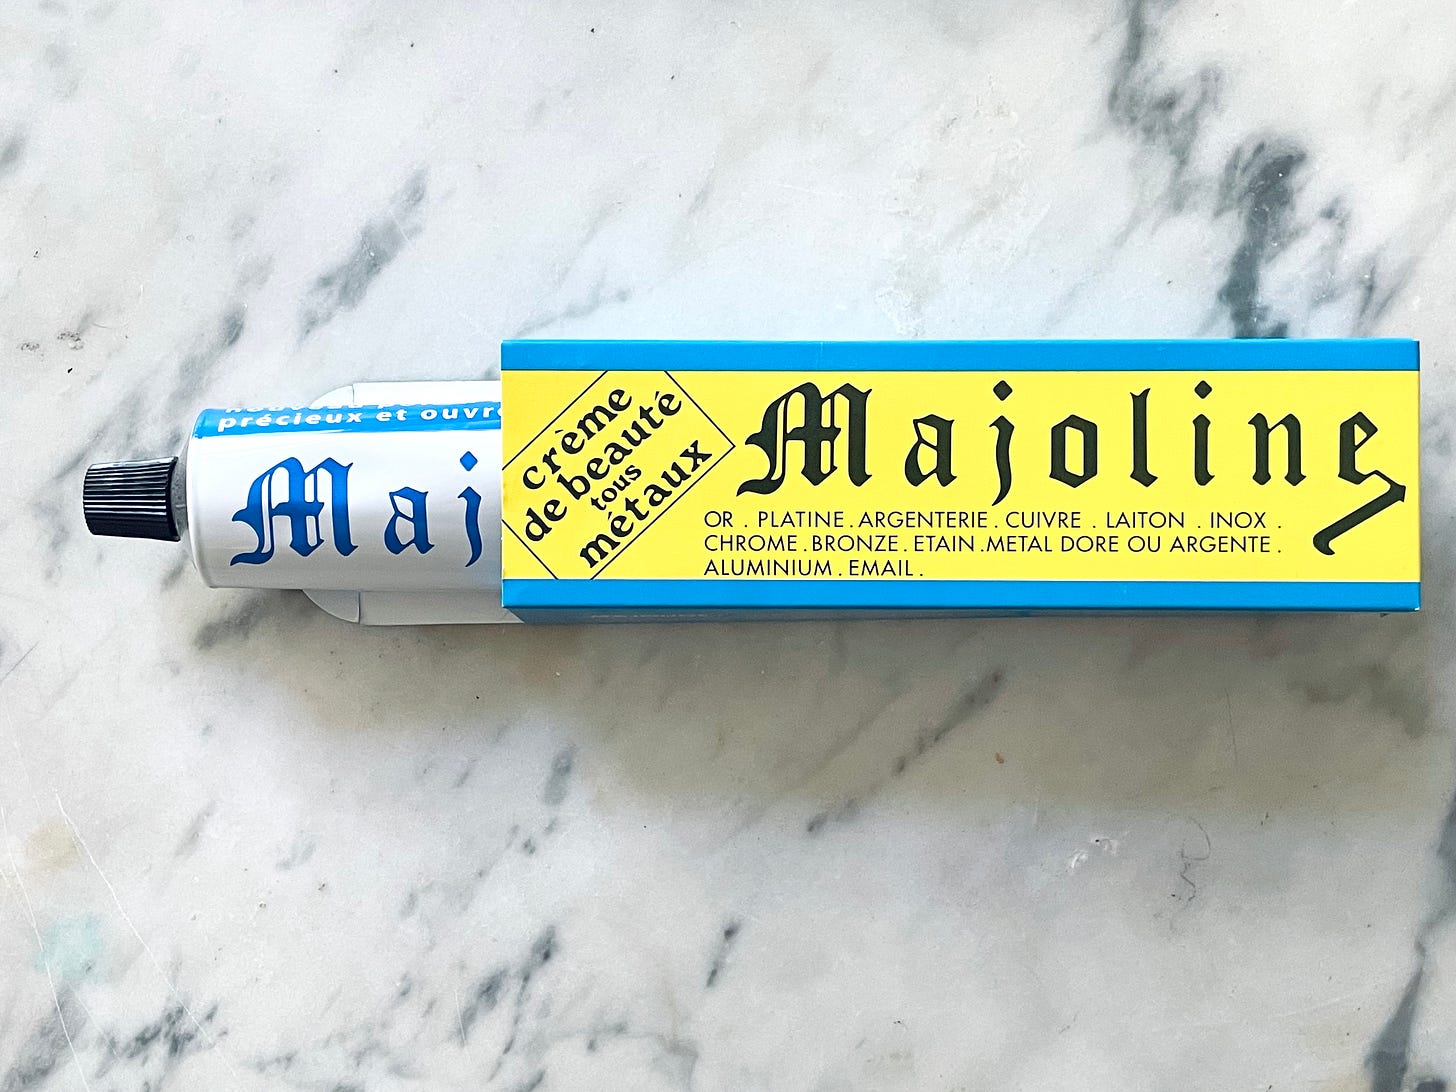 précieux et ouvr
Maj
crème
de beauté
tous
métaux
Majoline
OR . PLATINE . ARGENTERIE . CUIVRE . LAITON . INOX .
CHROME . BRONZE . ETAIN . METAL DORE OU ARGENTE .
ALUMINIUM . EMAIL .